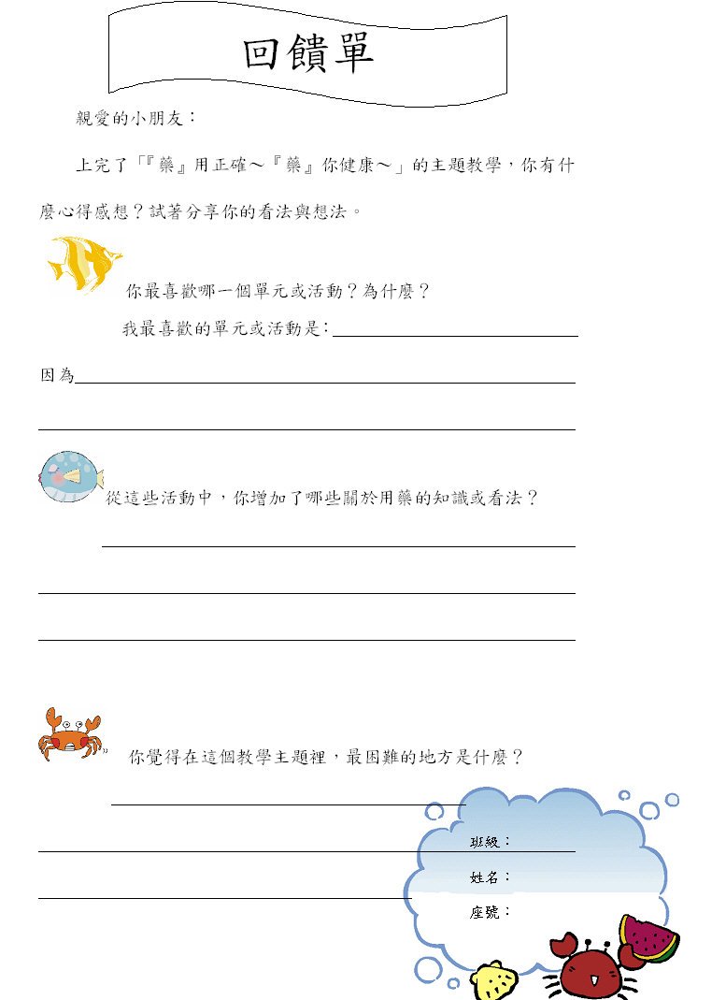 回饋單
親愛的小朋友：
上完了「『藥』用正確～『藥』你健康～」的主題教學，你有什
麼心得感想？試著分享你的看法與想法。
你最喜歡哪一個單元或活動？為什麼？
我最喜歡的單元或活動是：
因為
從這些活動中，你增加了哪些關於用藥的知識或看法？
你覺得在這個教學主題裡，最困難的地方是什麼？
班級：
姓名：
座號：